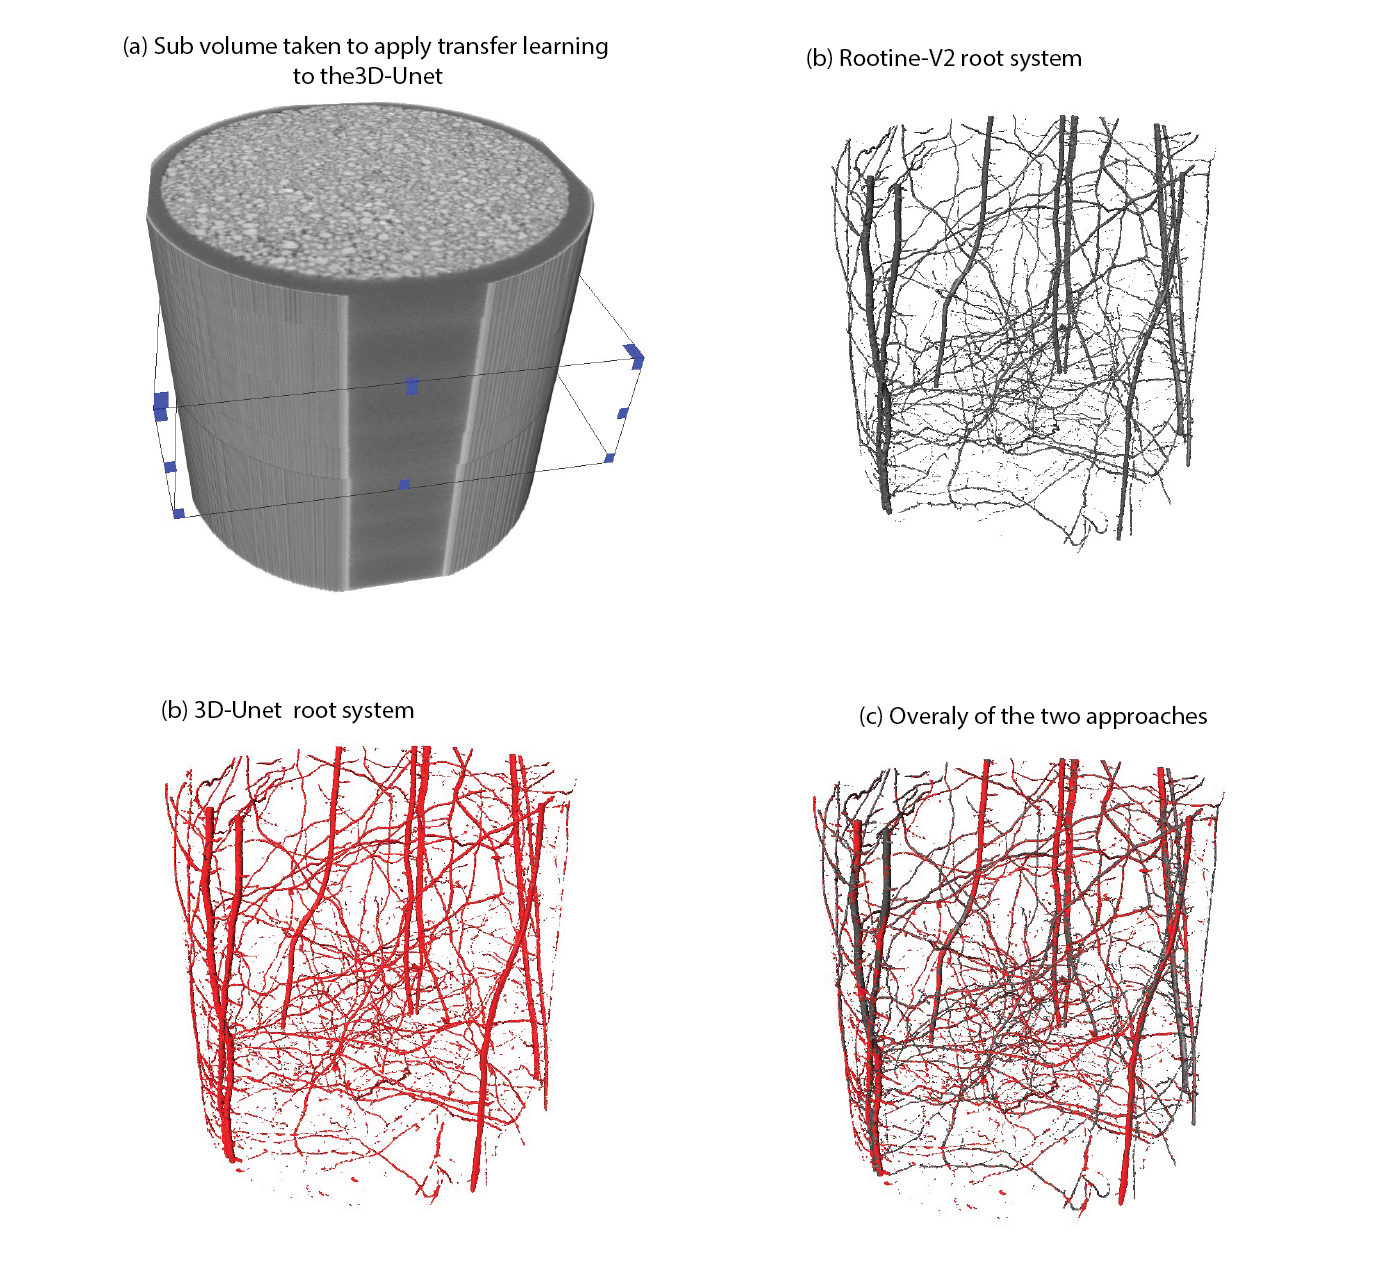 (a) Sub volume taken to apply transfer learning
to the3D-Unet
(b) Rootine-V2 root system
(b) 3D-Unet  root system
(c) Overaly of the two approaches